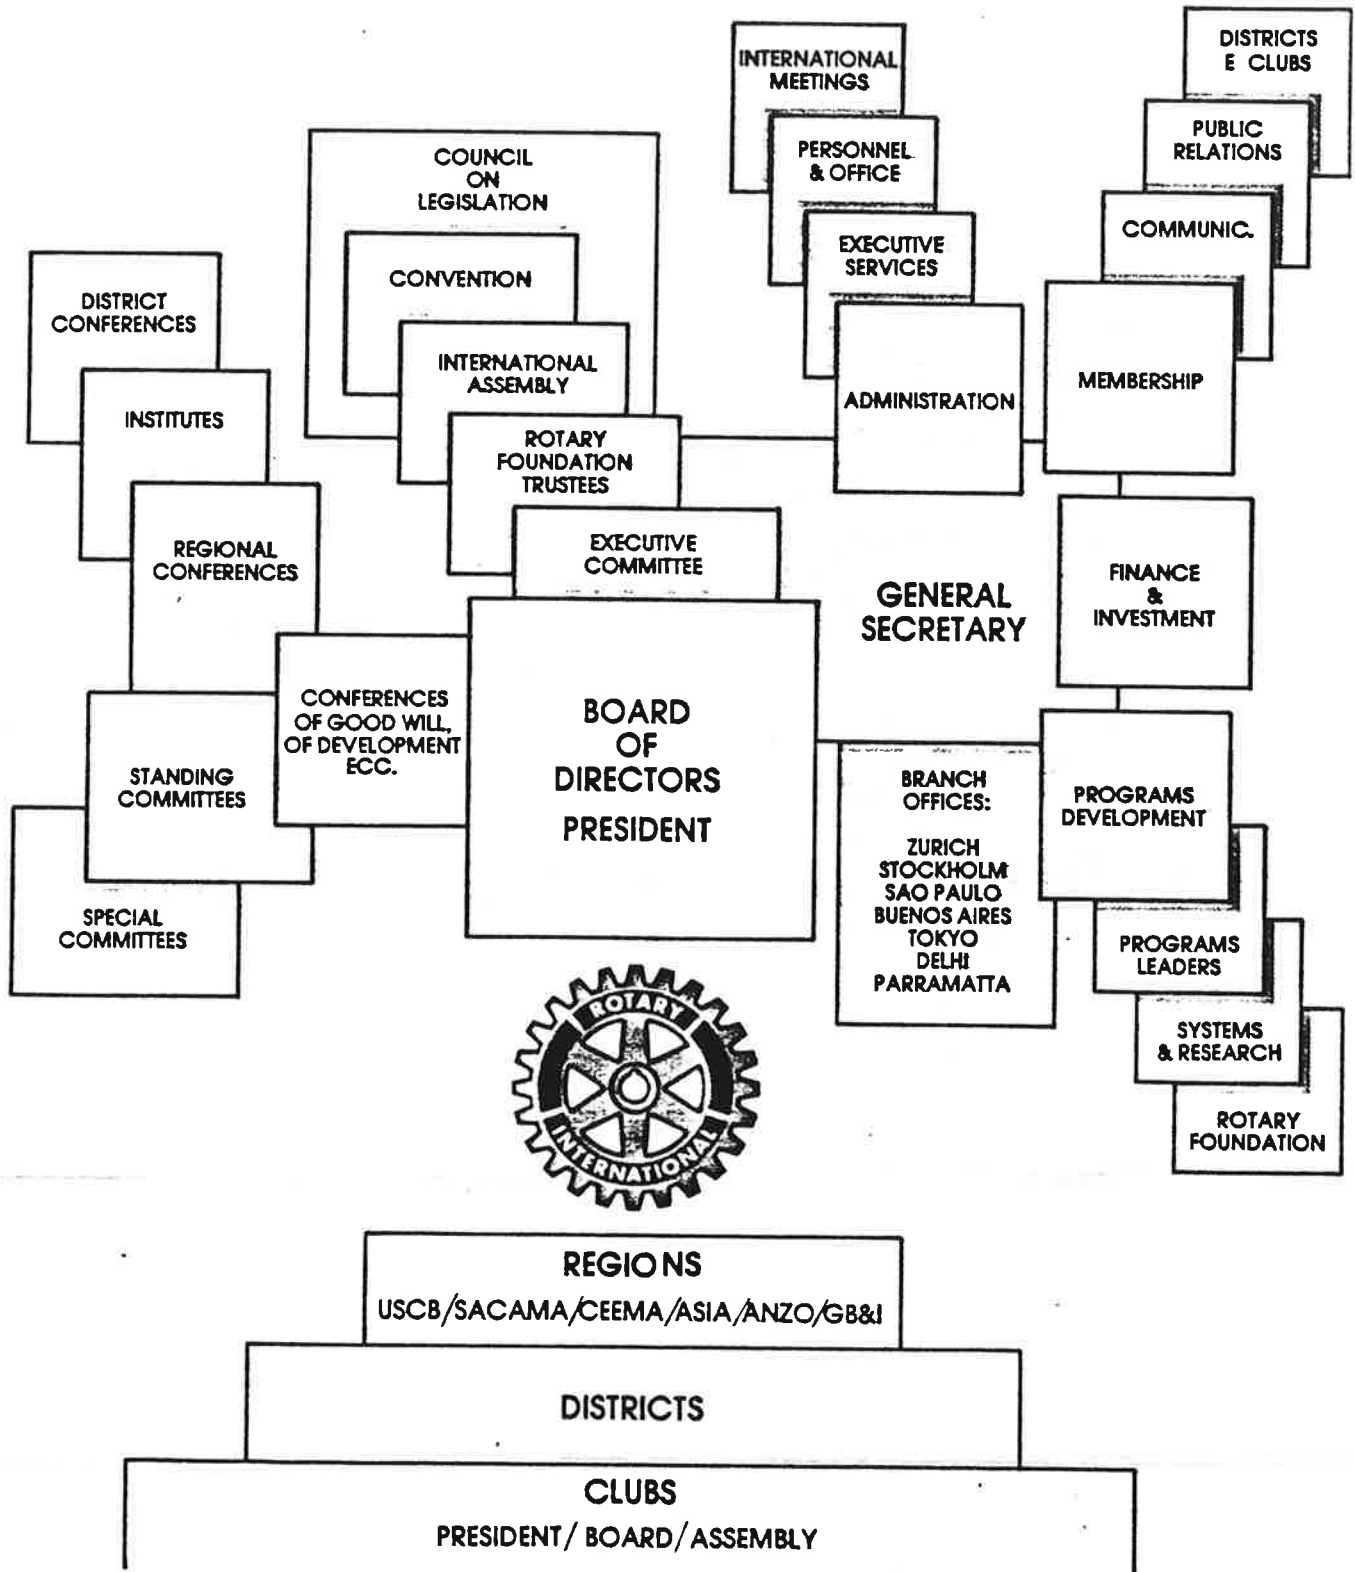 INTERNATIONAL
MEETINGS
DISTRICTS
E CLUBS
PERSONNEL
& OFFICE
PUBLIC
RELATIONS
EXECUTIVE
SERVICES
COMMUNIC.
ADMINISTRATION
MEMBERSHIP
COUNCIL
ON
LEGISLATION
CONVENTION
INTERNATIONAL
ASSEMBLY
ROTARY
FOUNDATION
TRUSTEES
EXECUTIVE
COMMITTEE
DISTRICT
CONFERENCES
INSTITUTES
REGIONAL
CONFERENCES
CONFERENCES
OF GOOD WILL,
OF DEVELOPMENT
ECC.
STANDING
COMMITTEES
SPECIAL
COMMITTEES
BOARD
OF
DIRECTORS
PRESIDENT
GENERAL
SECRETARY
FINANCE
&
INVESTMENT
BRANCH
OFFICES:
ZURICH
STOCKHOLM
SAO PAULO
BUENOS AIRES
TOKYO
DELHI
PARRAMATTA
PROGRAMS
DEVELOPMENT
PROGRAMS
LEADERS
SYSTEMS
& RESEARCH
ROTARY
FOUNDATION
ROTARY
INTERNATIONAL
REGIONS
USCB/SACAMA/CEEMA/ASIA/ANZO/GB&I
DISTRICTS
CLUBS
PRESIDENT/ BOARD/ASSEMBLY